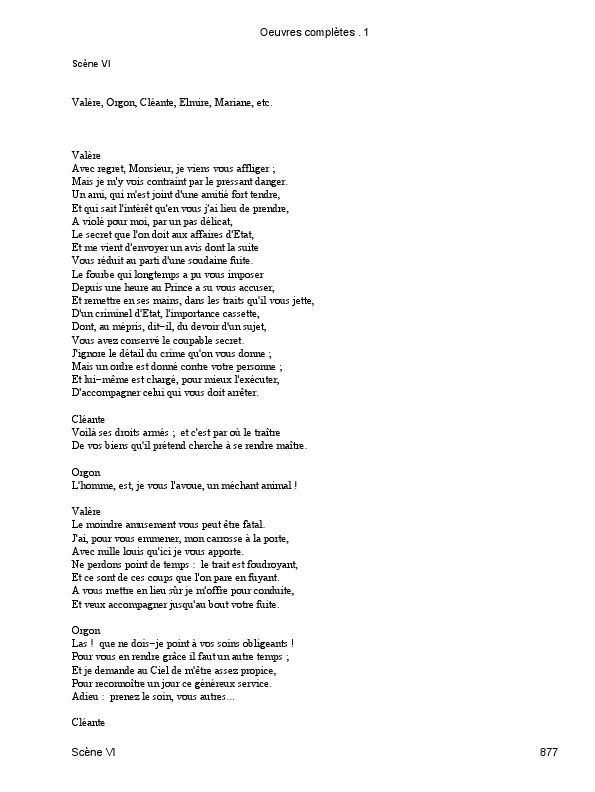 Oeuvres complètes . 1
Scène VI
Valère, Orgon, Cléante, Elmire, Mariane, etc.
Valère
Avec regret, Monsieur, je viens vous affliger ;
Mais je m'y vois contraint par le pressant danger.
Un ami, qui m'est joint d'une amitié fort tendre,
Et qui sait l'intérêt qu'en vous j'ai lieu de prendre,
A violé pour moi, par un pas délicat,
Le secret que l'on doit aux affaires d'Etat,
Et me vient d'envoyer un avis dont la suite
Vous réduit au parti d'une soudaine fuite.
Le fourbe qui longtemps a pu vous imposer
Depuis une heure au Prince a su vous accuser,
Et remettre en ses mains, dans les traits qu'il vous jette,
D'un criminel d'Etat, l'importance cassette,
Dont, au mépris, dit−il, du devoir d'un sujet,
Vous avez conservé le coupable secret.
J'ignore le détail du crime qu'on vous donne ;
Mais un ordre est donné contre votre personne ;
Et lui−même est chargé, pour mieux l'exécuter,
D'accompagner celui qui vous doit arrêter.
Cléante
Voilà ses droits armés ;  et c'est par où le traître
De vos biens qu'il prétend cherche à se rendre maître.
Orgon
L'homme, est, je vous l'avoue, un méchant animal !
Valère
Le moindre amusement vous peut être fatal.
J'ai, pour vous emmener, mon carrosse à la porte,
Avec mille louis qu'ici je vous apporte.
Ne perdons point de temps :  le trait est foudroyant,
Et ce sont de ces coups que l'on pare en fuyant.
A vous mettre en lieu sûr je m'offre pour conduite,
Et veux accompagner jusqu'au bout votre fuite.
Orgon
Las !  que ne dois−je point à vos soins obligeants !
Pour vous en rendre grâce il faut un autre temps ;
Et je demande au Ciel de m'être assez propice,
Pour reconnoître un jour ce généreux service.
Adieu :  prenez le soin, vous autres...
Cléante
Scène VI
877